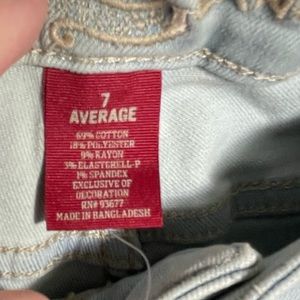 7
AVERAGE
69% COTTON
18% POLYESTER
9% RAYON
3% ELASTERELL-P
1% SPANDEX
EXCLUSIVE OF
DECORATION
RN# 93677
MADE IN BANGLADESH